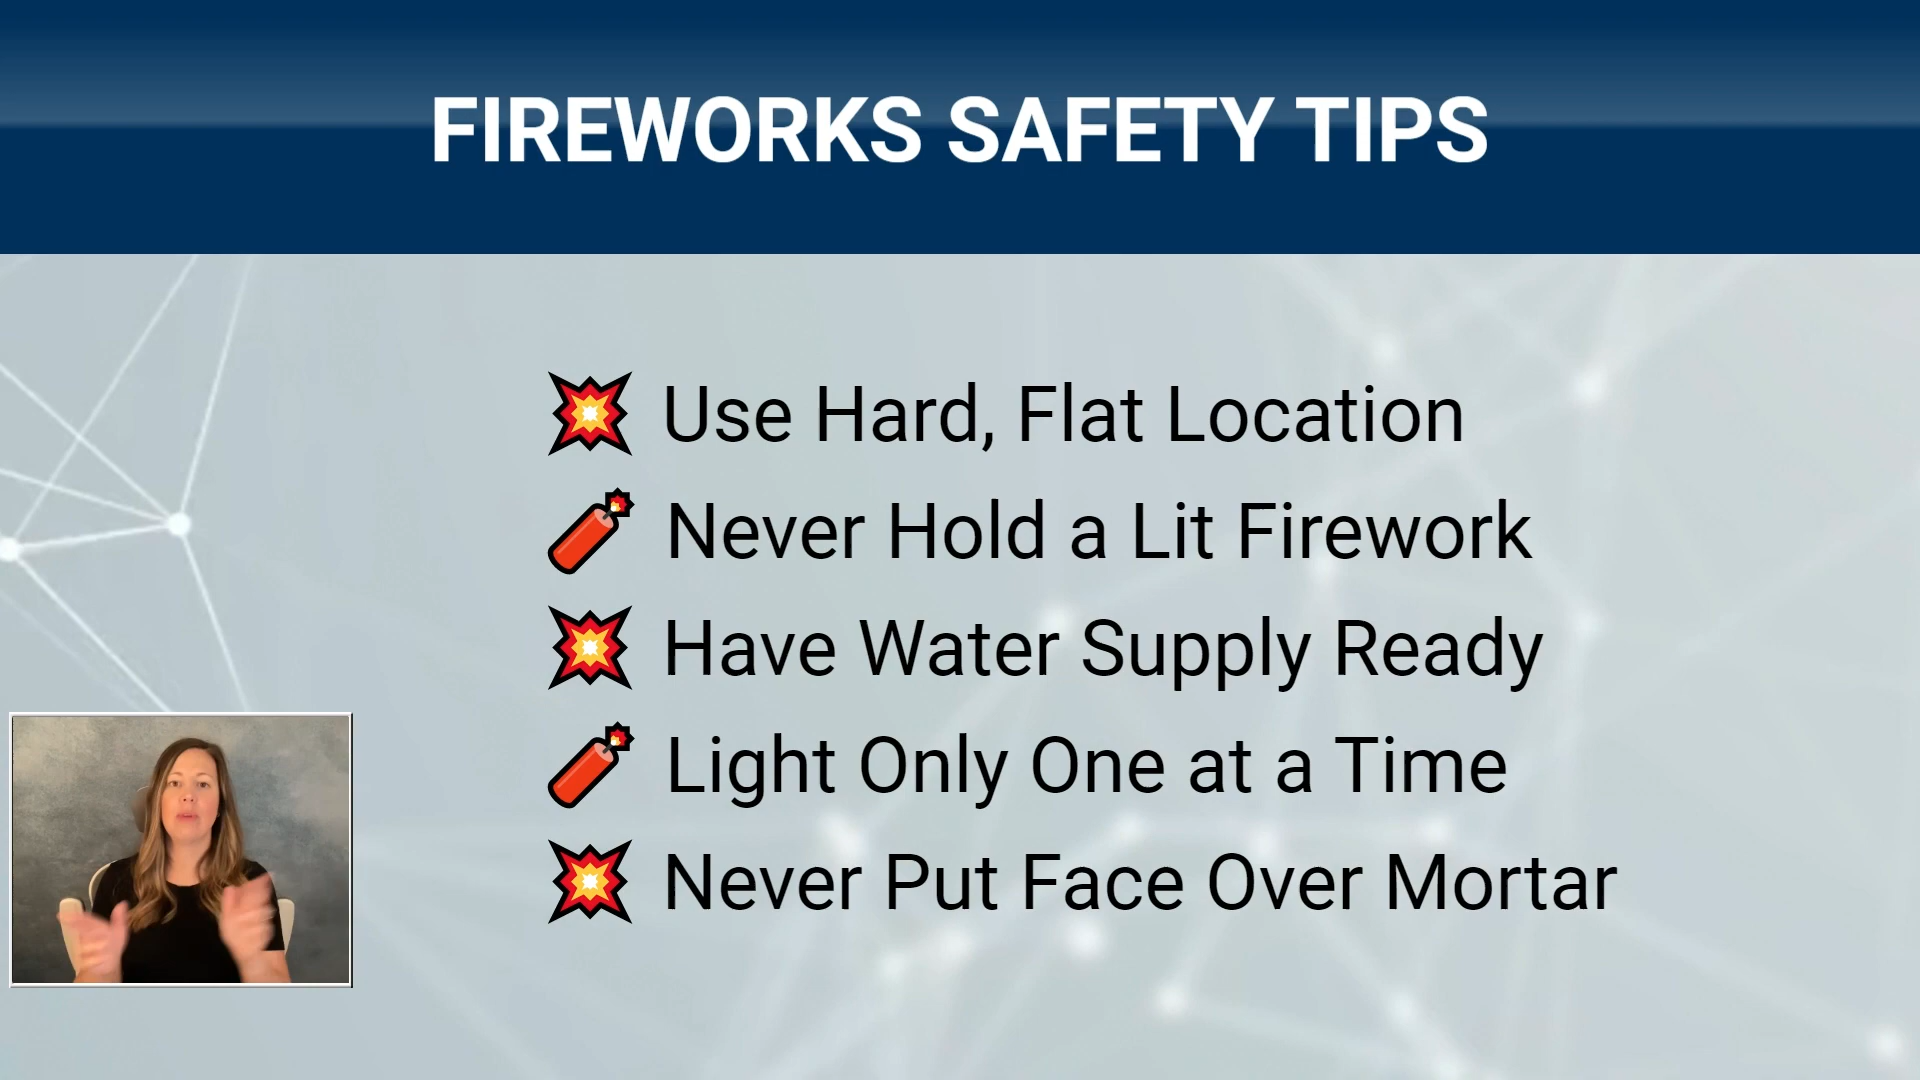 FIREWORKS SAFETY TIPS
Use Hard, Flat Location
Never Hold a Lit Firework
Have Water Supply Ready
Light Only One at a Time
Never Put Face Over Mortar